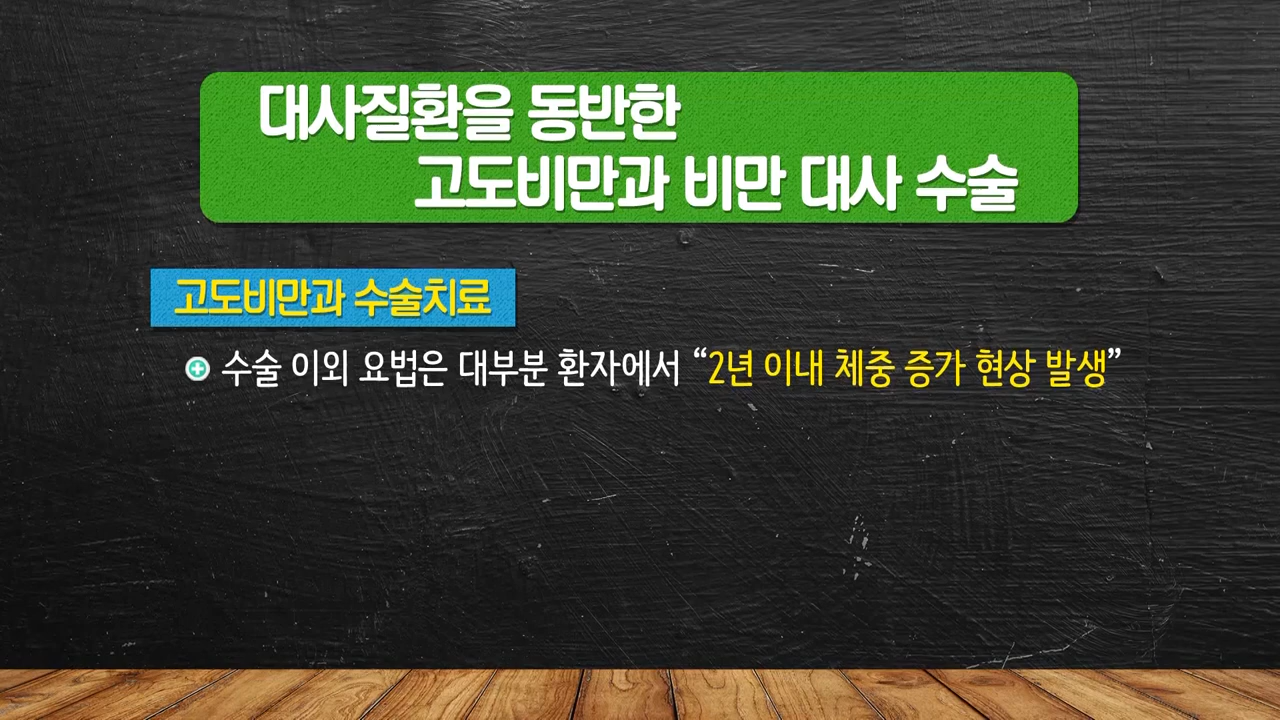 대사질환을 동반한
고도비만과 비만 대사 수술
고도비만과 수술치료
수술 이외 요법은 대부분 환자에서 “2년 이내 체중 증가 현상 발생”